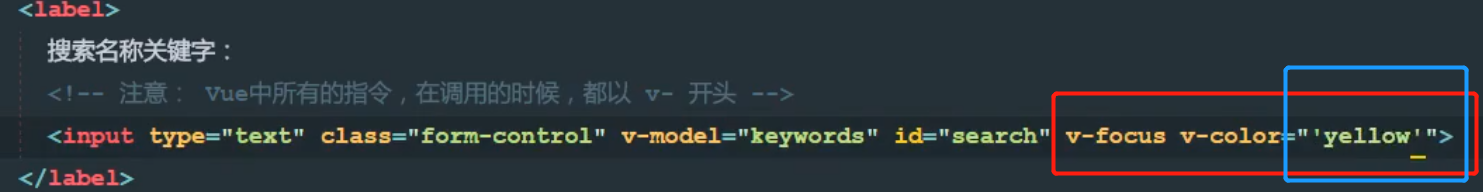 <label>
搜索名称关键字：
<!-- 注意： Vue中所有的指令，在调用的时候，都以 v- 开头 -->
<input type="text" class="form-control" v-model="keywords" id="search" v-focus v-color="'yellow'">
</label>